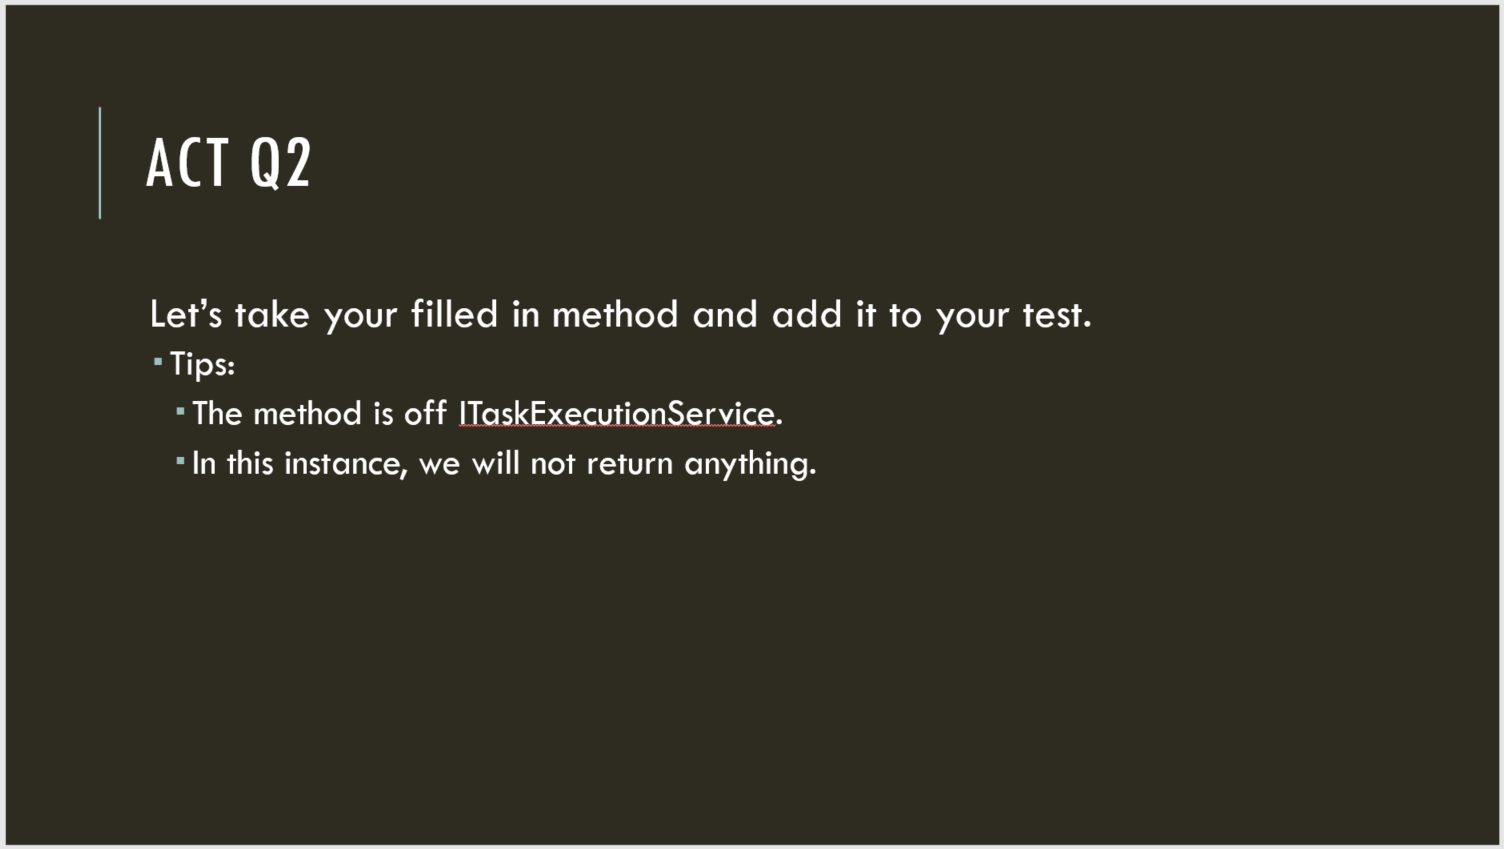 ACT Q2
Let’s take your filled in method and add it to your test.
Tips:
The method is off ITaskExecutionService.
In this instance, we will not return anything.